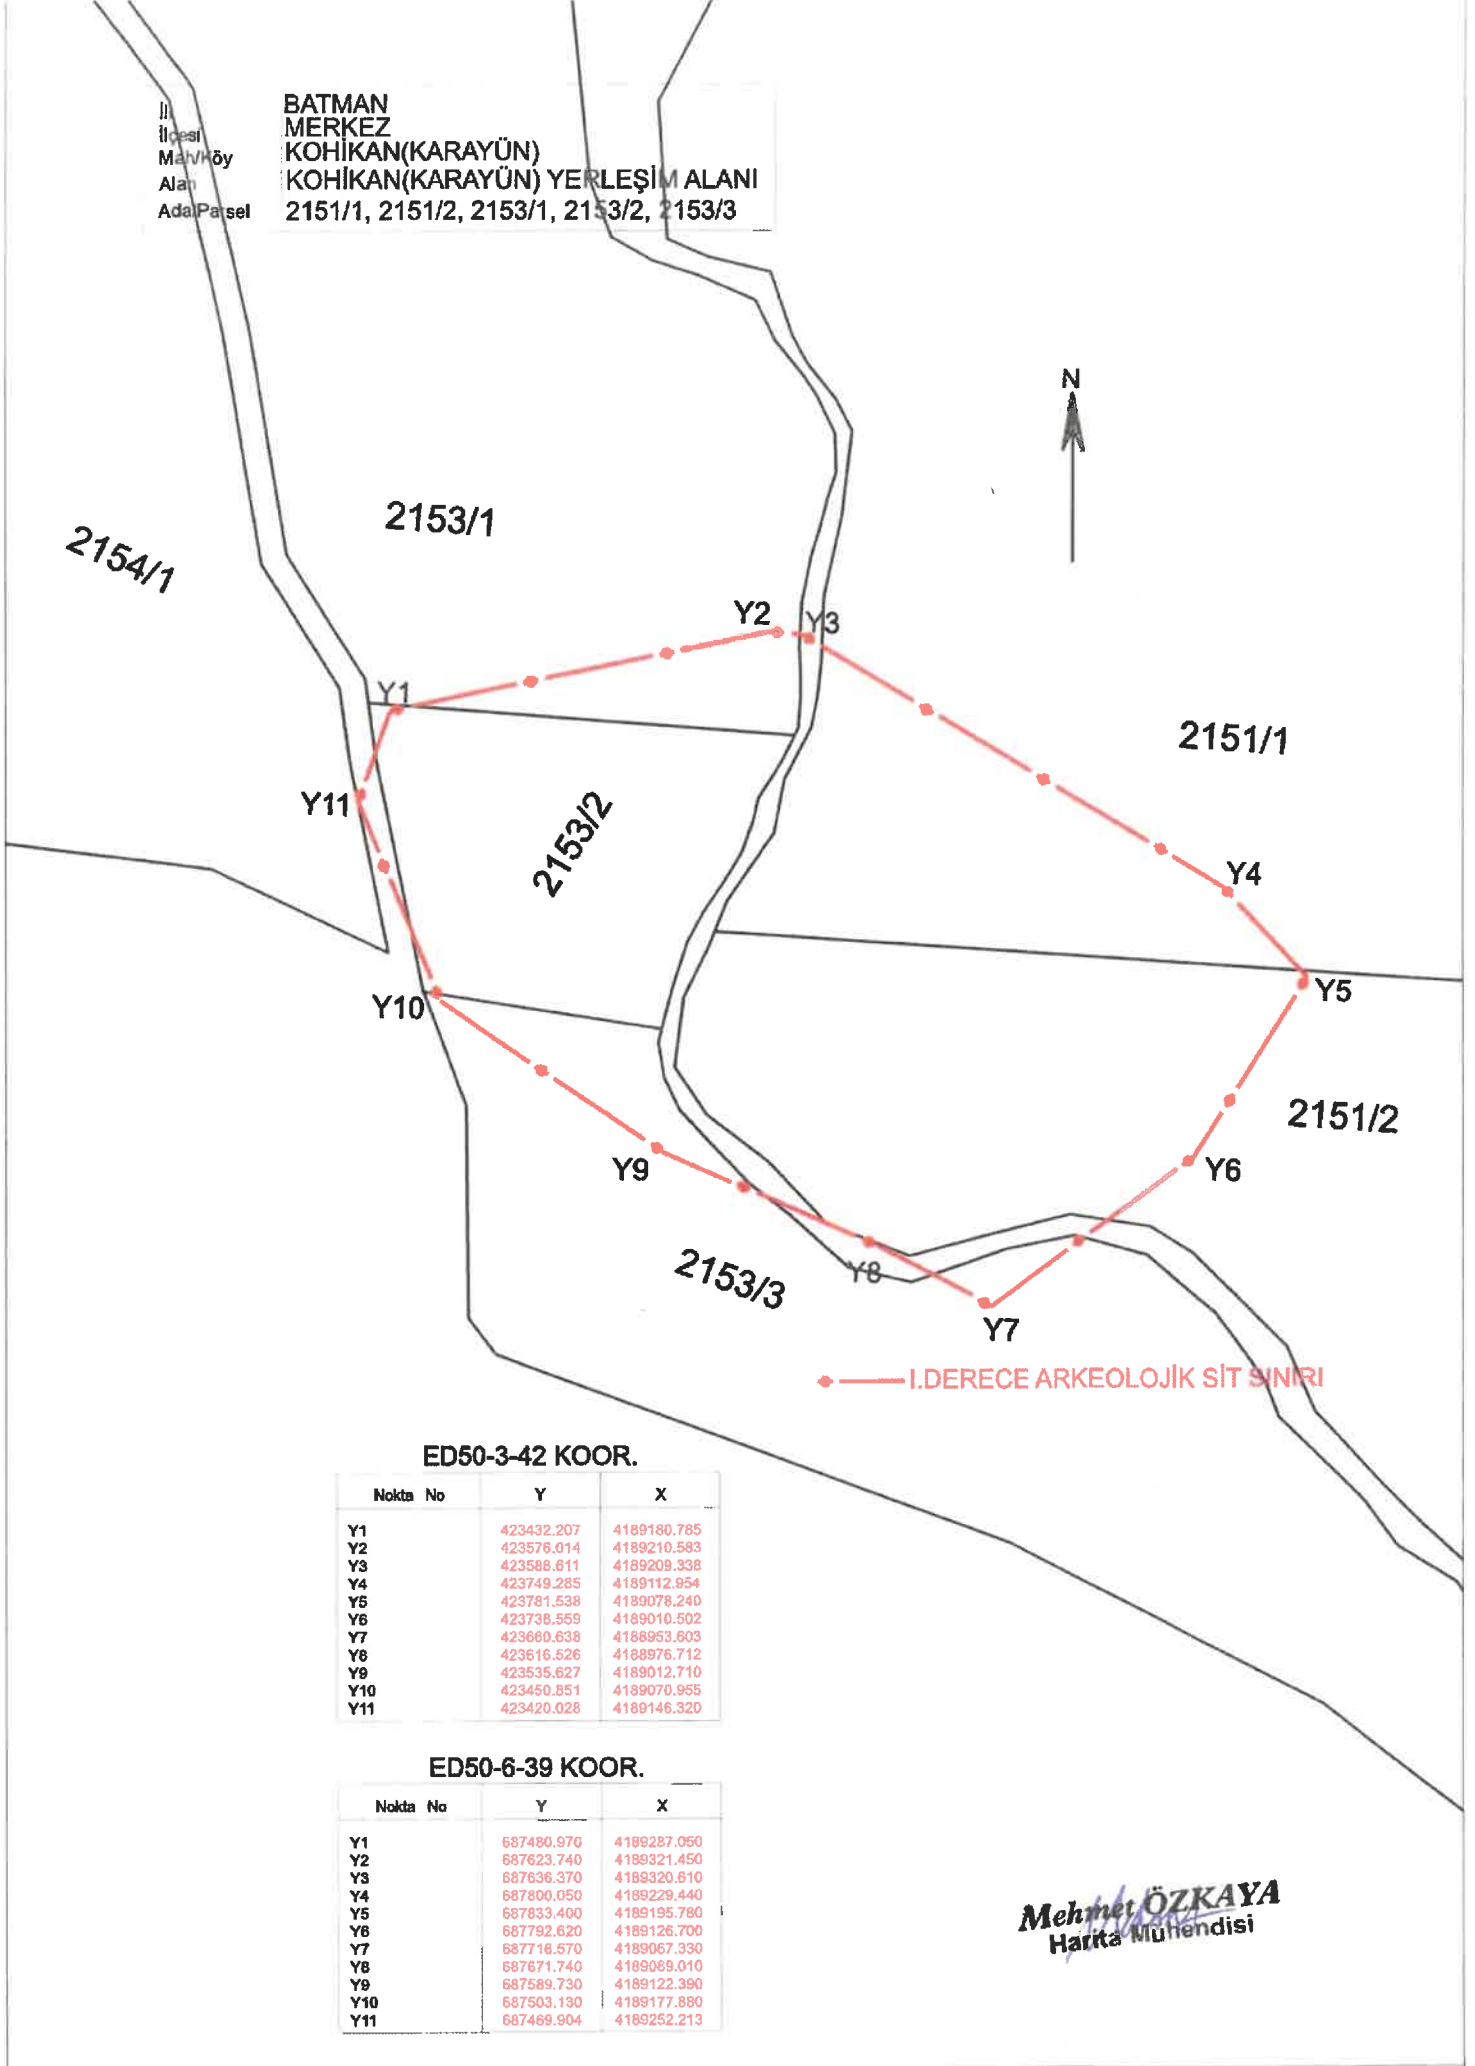 İli BATMAN
İlçesi MERKEZ
Mah/Köy KOHİKAN(KARAYÜN)
Alan KOHİKAN(KARAYÜN) YERLEŞİM ALANI
Ada/Parsel 2151/1, 2151/2, 2153/1, 2153/2, 2153/3
N
2153/1
2154/1
Y2 Y3
Y1
2151/1
Y11
2153/2
Y4
Y10
Y5
2151/2
Y9
Y6
2153/3
Y8
Y7
I.DERECE ARKEOLOJİK SİT SINIRI
ED50-3-42 KOOR.
Nokta No Y X
Y1 423432.207 4189180.785
Y2 423576.014 4189210.583
Y3 423588.611 4189209.338
Y4 423749.285 4189112.954
Y5 423781.538 4189078.240
Y6 423738.559 4189010.502
Y7 423660.638 4188953.603
Y8 423616.526 4188976.712
Y9 423535.627 4189012.710
Y10 423450.851 4189070.955
Y11 423420.028 4189146.320
ED50-6-39 KOOR.
Nokta No Y X
Y1 687480.970 4189287.050
Y2 687623.740 4189321.450
Y3 687636.370 4189320.610
Y4 687800.050 4189229.440
Y5 687833.400 4189195.780
Y6 687792.620 4189126.700
Y7 687716.570 4189067.330
Y8 687671.740 4189089.010
Y9 687589.730 4189122.390
Y10 687503.130 4189177.880
Y11 687469.904 4189252.213
Mehmet ÖZKAYA
Harita Mühendisi